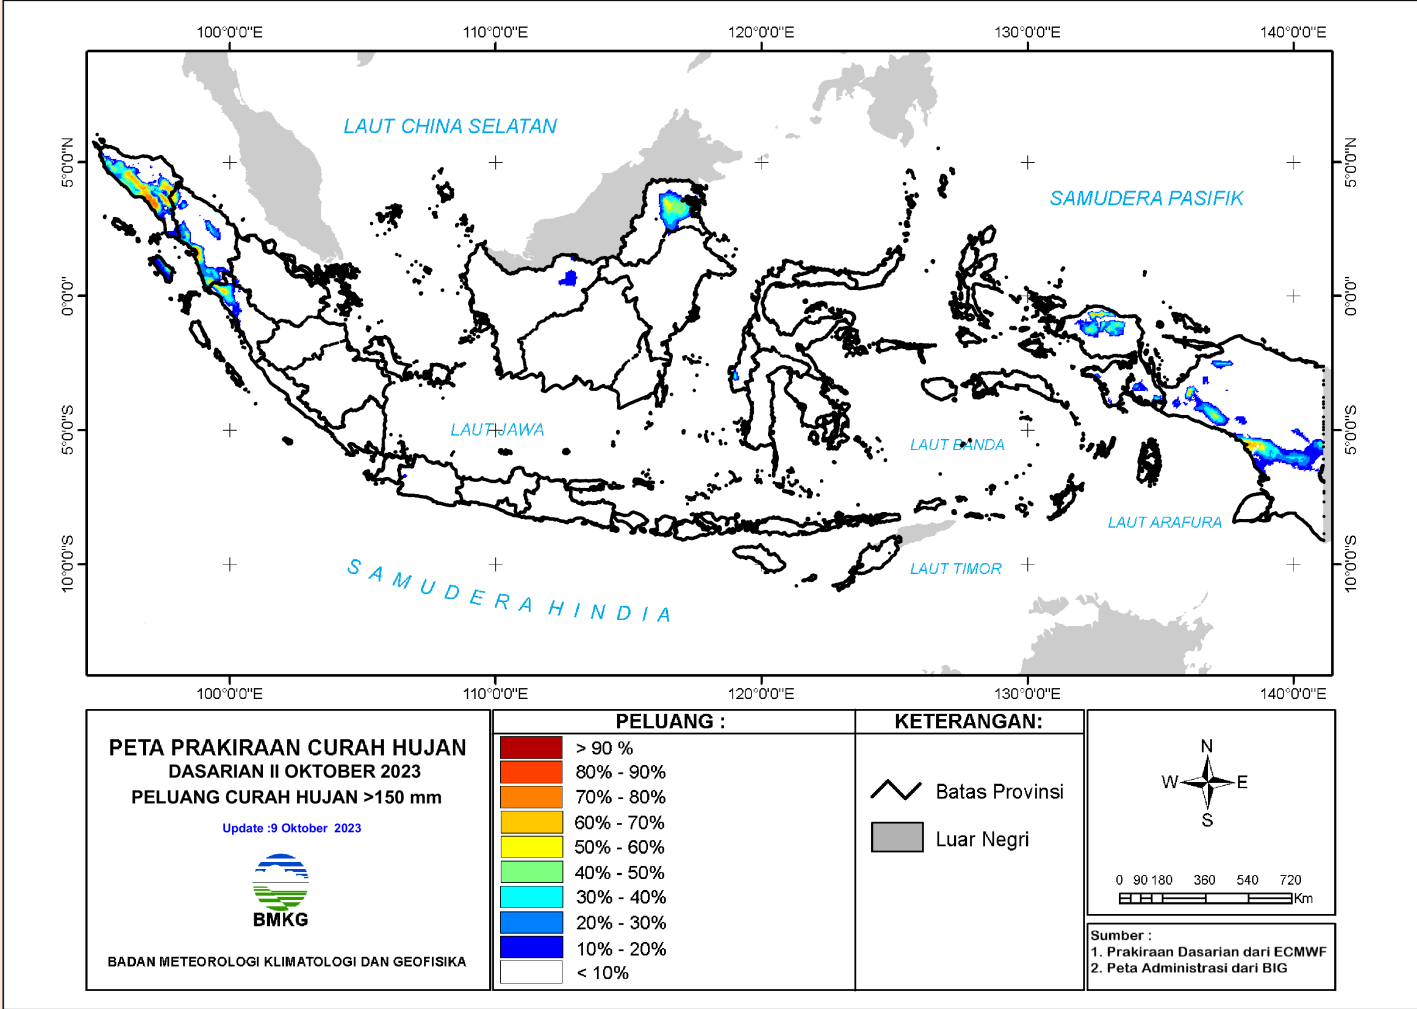 100°0'0"E 110°0'0"E 120°0'0"E 130°0'0"E 140°0'0"E
LAUT CHINA SELATAN
5°0'0"N 5°0'0"N
SAMUDERA PASIFIK
0°0'0" 0°0'0"
5°0'0"S LAUT JAWA LAUT BANDA 5°0'0"S
LAUT ARAFURA
10°0'0"S LAUT TIMOR 10°0'0"S
SAMUDERA HINDIA
100°0'0"E 110°0'0"E 120°0'0"E 130°0'0"E 140°0'0"E
PETA PRAKIRAAN CURAH HUJAN
DASARIAN II OKTOBER 2023
PELUANG CURAH HUJAN >150 mm
Update :9 Oktober 2023
BMKG
BADAN METEOROLOGI KLIMATOLOGI DAN GEOFISIKA
PELUANG :
> 90 %
80% - 90%
70% - 80%
60% - 70%
50% - 60%
40% - 50%
30% - 40%
20% - 30%
10% - 20%
< 10%
KETERANGAN:
Batas Provinsi
Luar Negri
N
W E
S
0 90 180 360 540 720
Km
Sumber :
1. Prakiraan Dasarian dari ECMWF
2. Peta Administrasi dari BIG